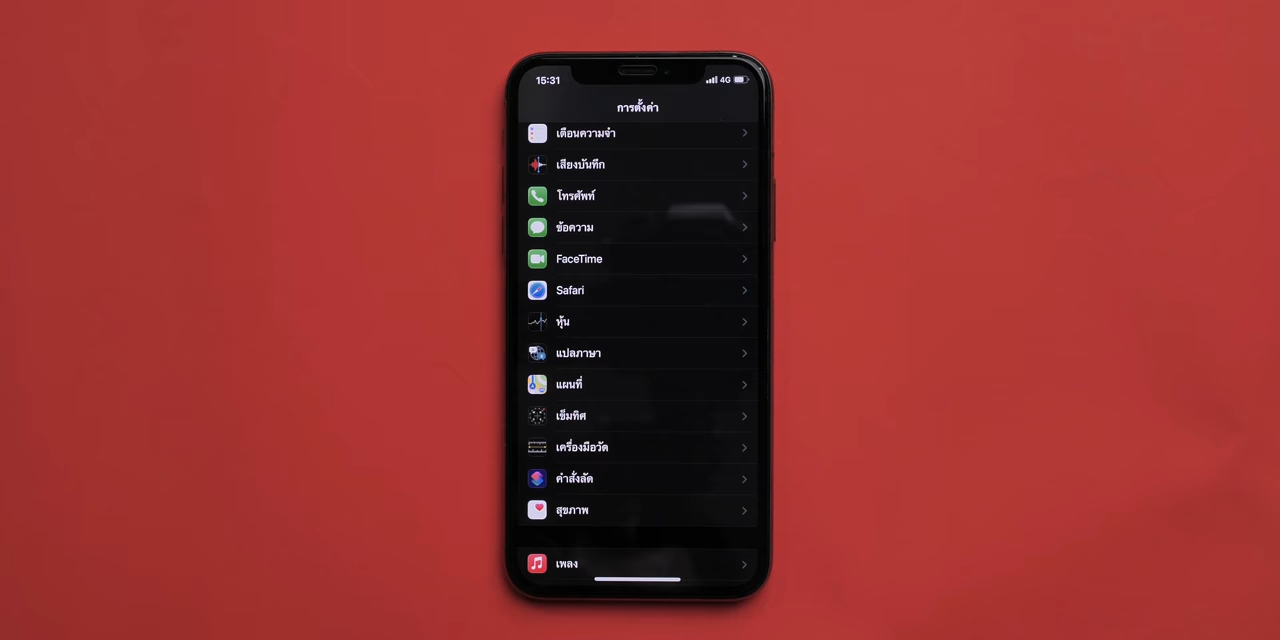 15:31
4G
การตั้งค่า
เตือนความจำ
เสียงบันทึก
โทรศัพท์
ข้อความ
FaceTime
Safari
หุ้น
แปลภาษา
แผนที่
เข็มทิศ
เครื่องมือวัด
คำสั่งลัด
สุขภาพ
เพลง